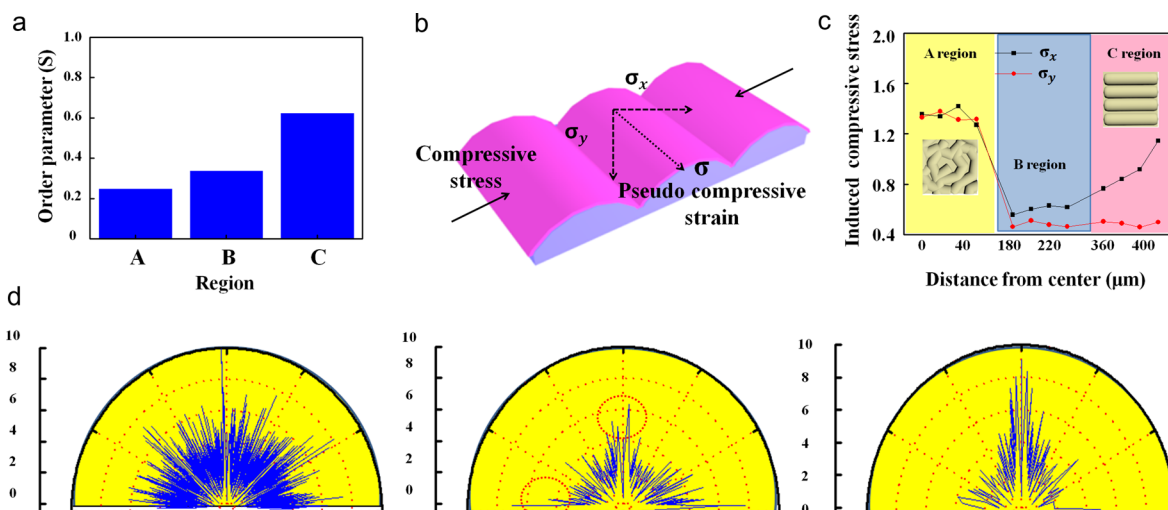 a
1.0
0.8
0.6
0.4
0.2
0
Order parameter (S)
A B C
Region
b
σx
σy
σ
Compressive
stress
Pseudo compressive
strain
c
2.0
1.6
1.2
0.8
0.4
Induced compressive stress
A region
σx
σy
C region
B region
0 40 180 220 360 400
Distance from center (μm)
d
10
8
6
4
2
0
10
8
6
4
2
0
10
8
6
4
2
0